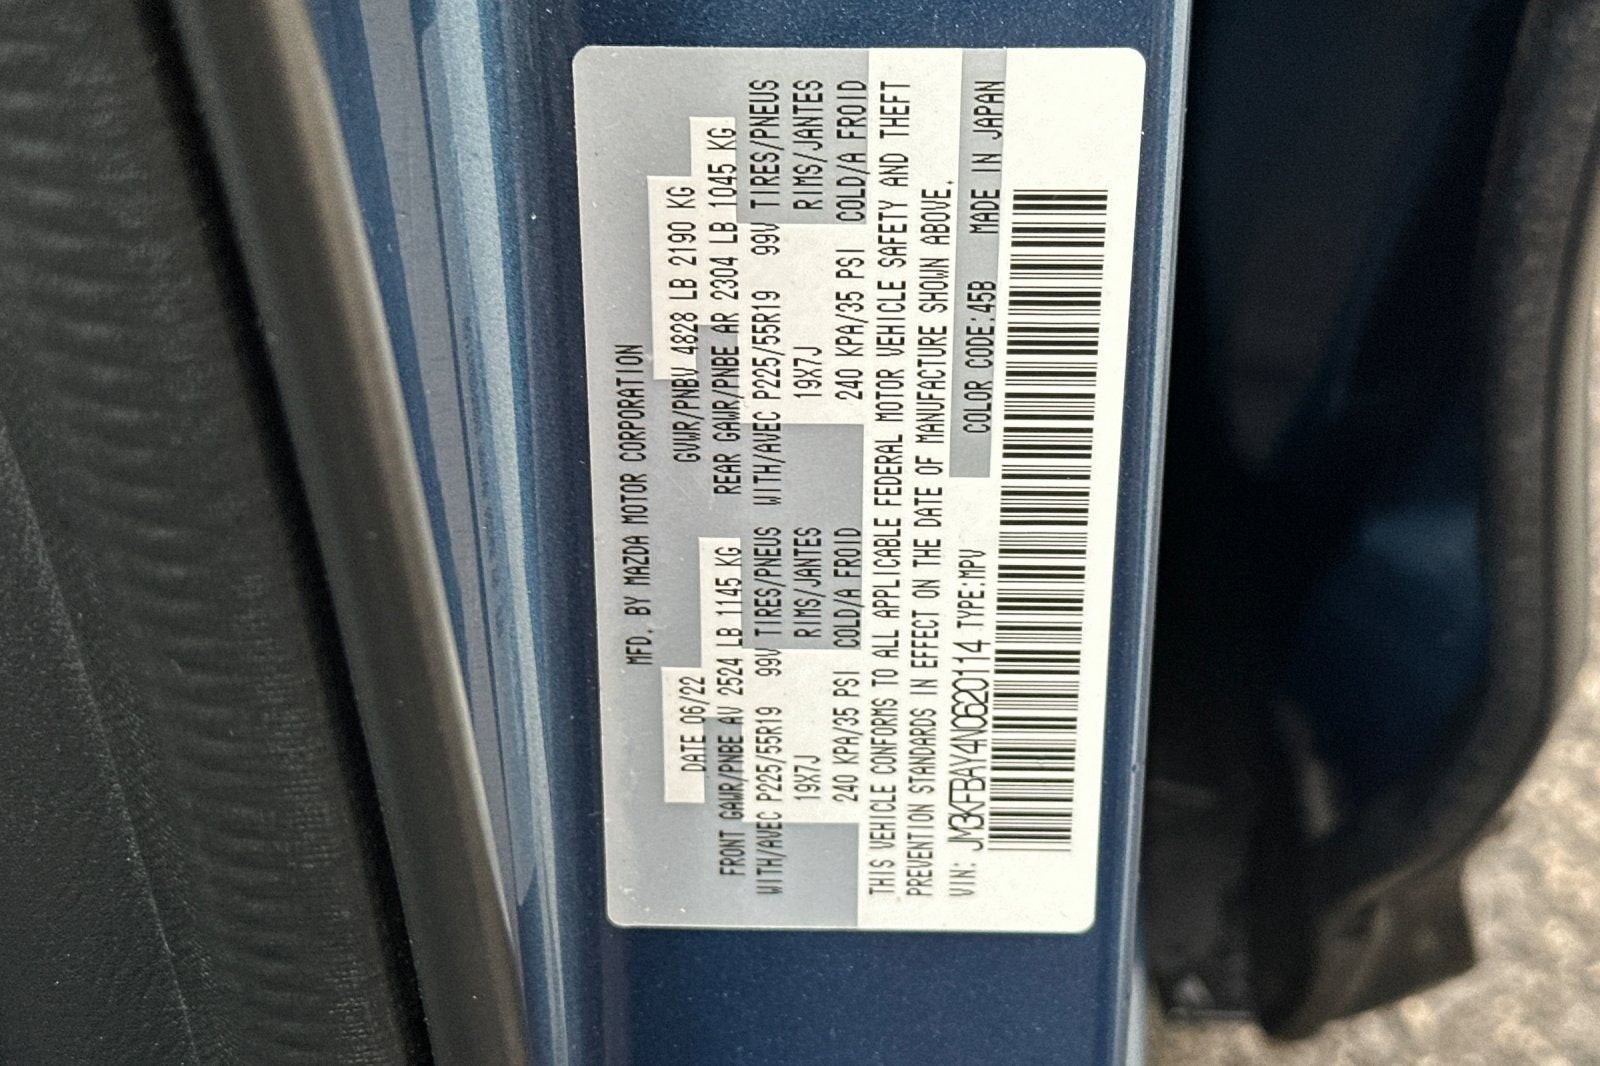 MFD. BY MAZDA MOTOR CORPORATION
DATE 06/22 GVWR/PNBV 4828 LB 2190 KG
FRONT GAWR/PNBE AV 2524 LB 1145 KG REAR GAWR/PNBE AR 2304 LB 1045 KG
WITH/AVEC P225/55R19 99V TIRES/PNEUS WITH/AVEC P225/55R19 99V TIRES/PNEUS
19X7J RIMS/JANTES 19X7J RIMS/JANTES
240 KPA/35 PSI COLD/A FROID 240 KPA/35 PSI COLD/A FROID
THIS VEHICLE CONFORMS TO ALL APPLICABLE FEDERAL MOTOR VEHICLE SAFETY AND THEFT
PREVENTION STANDARDS IN EFFECT ON THE DATE OF MANUFACTURE SHOWN ABOVE.
VIN: JM3KFBAY4N0620114 TYPE:MPV COLOR CODE:45B MADE IN JAPAN